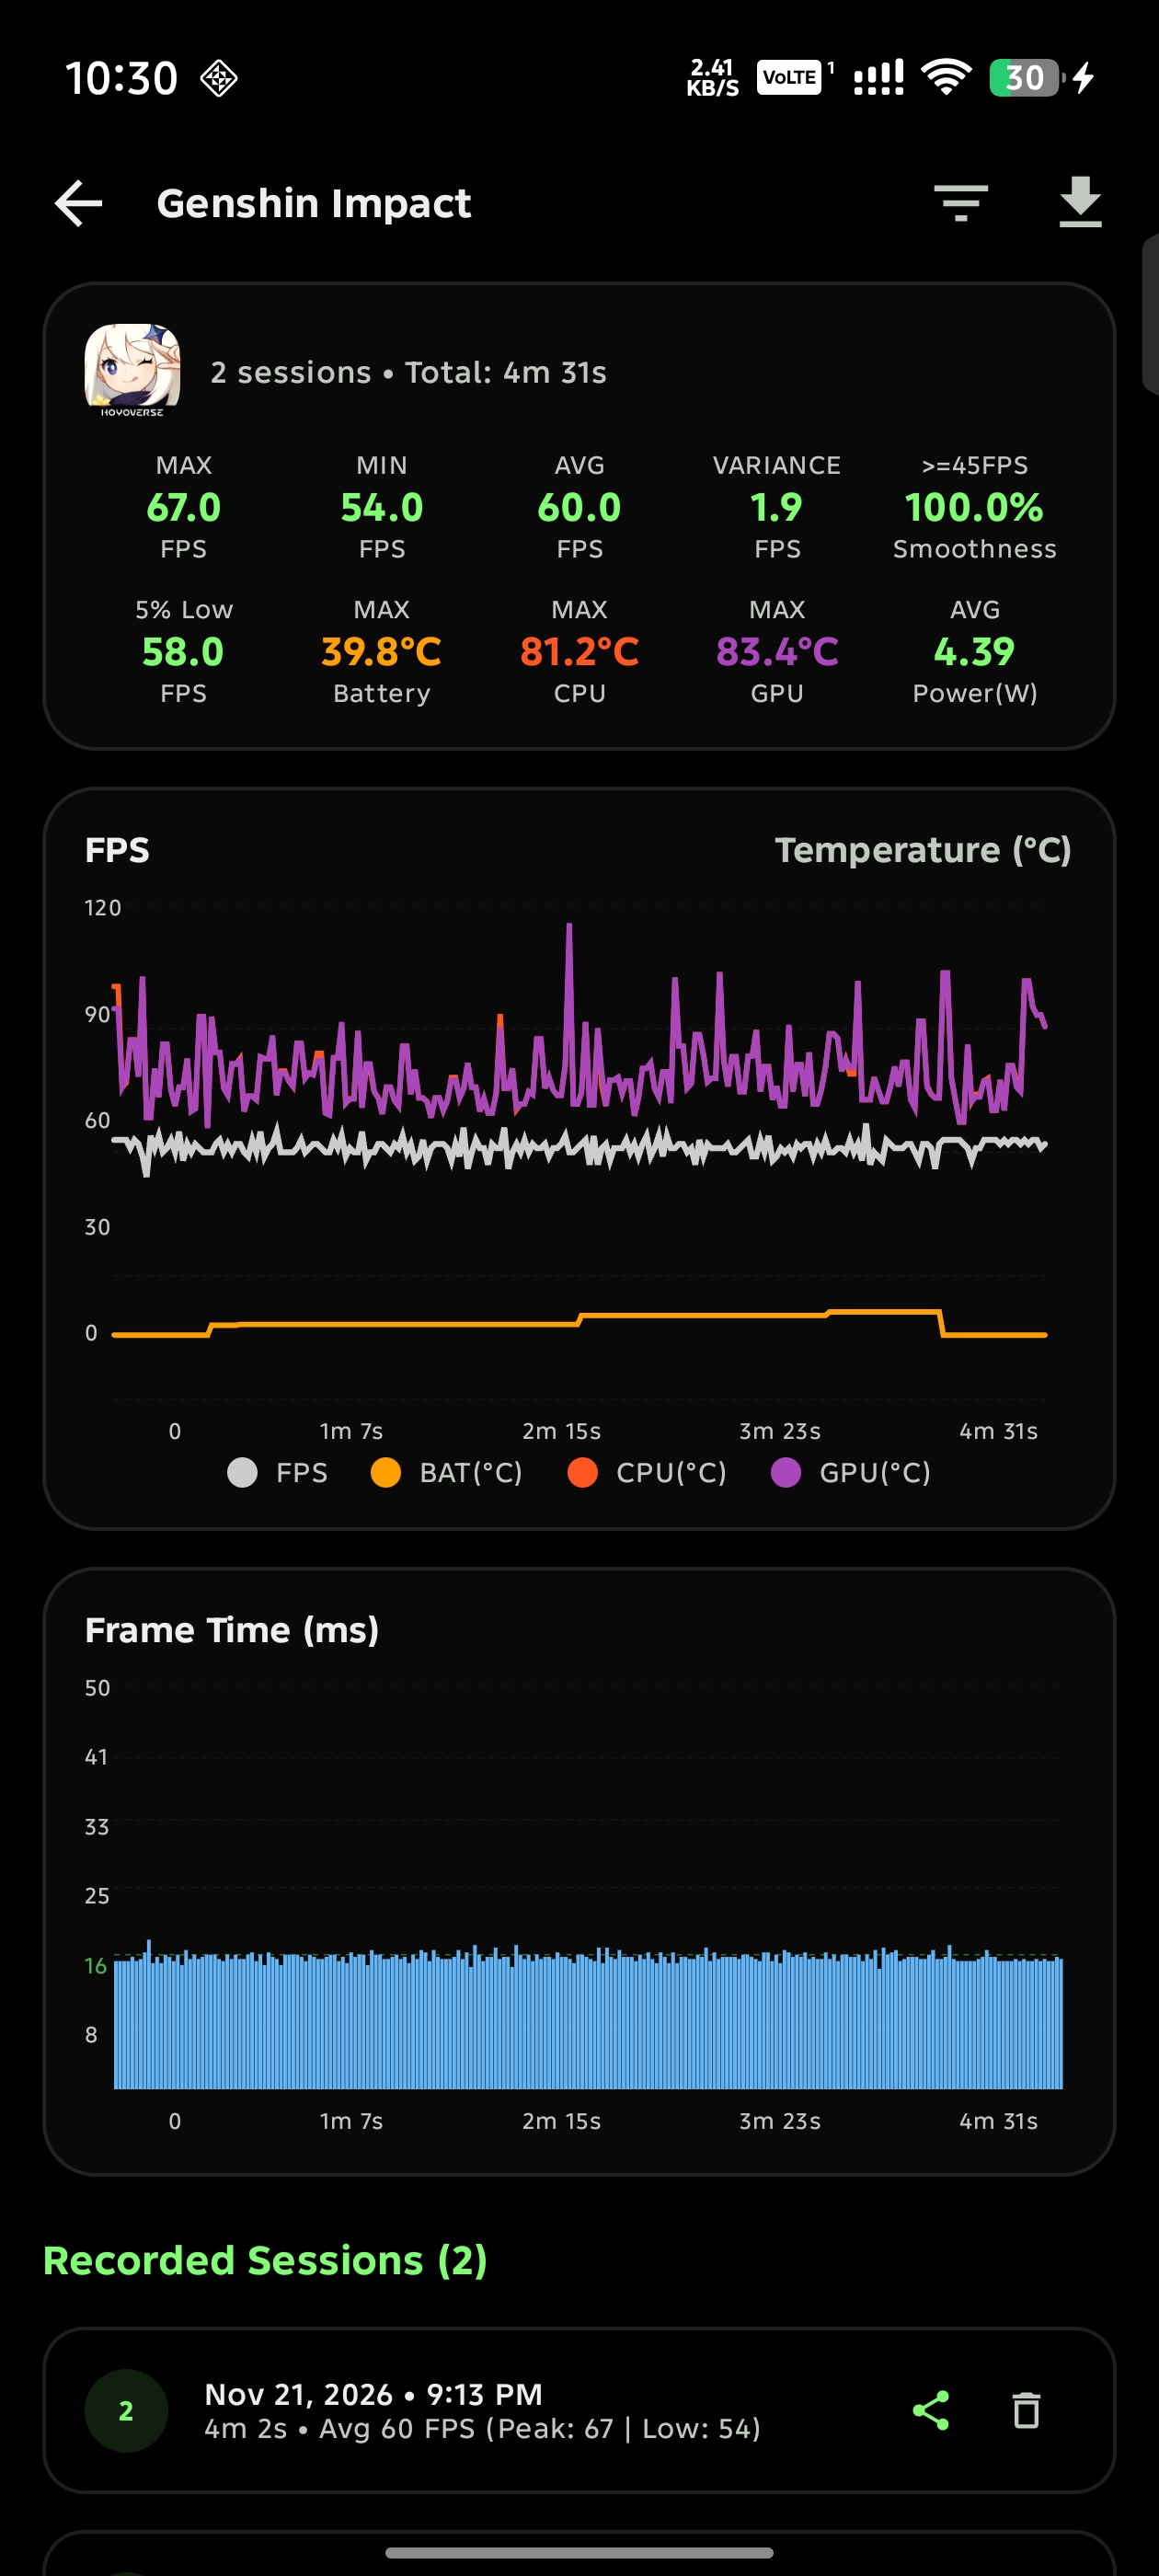 10:30
2.41
KB/S
VoLTE 1
30
Genshin Impact
HOYOVERSE
2 sessions • Total: 4m 31s
MAX MIN AVG VARIANCE >=45FPS
67.0 54.0 60.0 1.9 100.0%
FPS FPS FPS FPS Smoothness
5% Low MAX MAX MAX AVG
58.0 39.8°C 81.2°C 83.4°C 4.39
FPS Battery CPU GPU Power(W)
FPS Temperature (°C)
120
90
60
30
0
0 1m 7s 2m 15s 3m 23s 4m 31s
FPS BAT(°C) CPU(°C) GPU(°C)
Frame Time (ms)
50
41
33
25
16
8
0 1m 7s 2m 15s 3m 23s 4m 31s
Recorded Sessions (2)
2
Nov 21, 2026 • 9:13 PM
4m 2s • Avg 60 FPS (Peak: 67 | Low: 54)